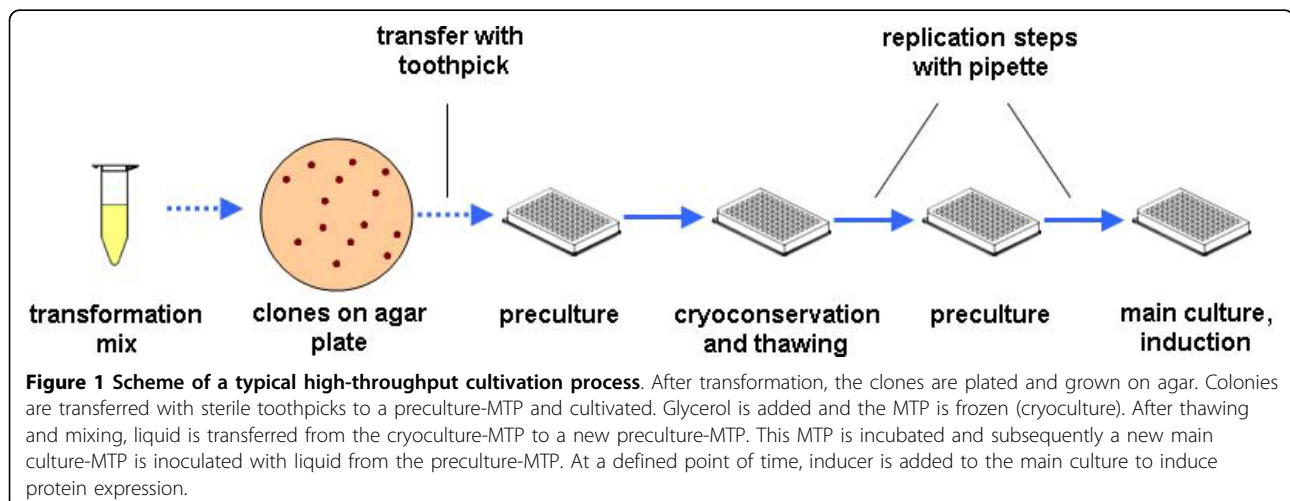 transfer with
toothpick
replication steps
with pipette
transformation
mix
clones on agar
plate
preculture
cryoconservation
and thawing
preculture
main culture,
induction
Figure 1 Scheme of a typical high-throughput cultivation process. After transformation, the clones are plated and grown on agar. Colonies
are transferred with sterile toothpicks to a preculture-MTP and cultivated. Glycerol is added and the MTP is frozen (cryoculture). After thawing
and mixing, liquid is transferred from the cryoculture-MTP to a new preculture-MTP. This MTP is incubated and subsequently a new main
culture-MTP is inoculated with liquid from the preculture-MTP. At a defined point of time, inducer is added to the main culture to induce
protein expression.